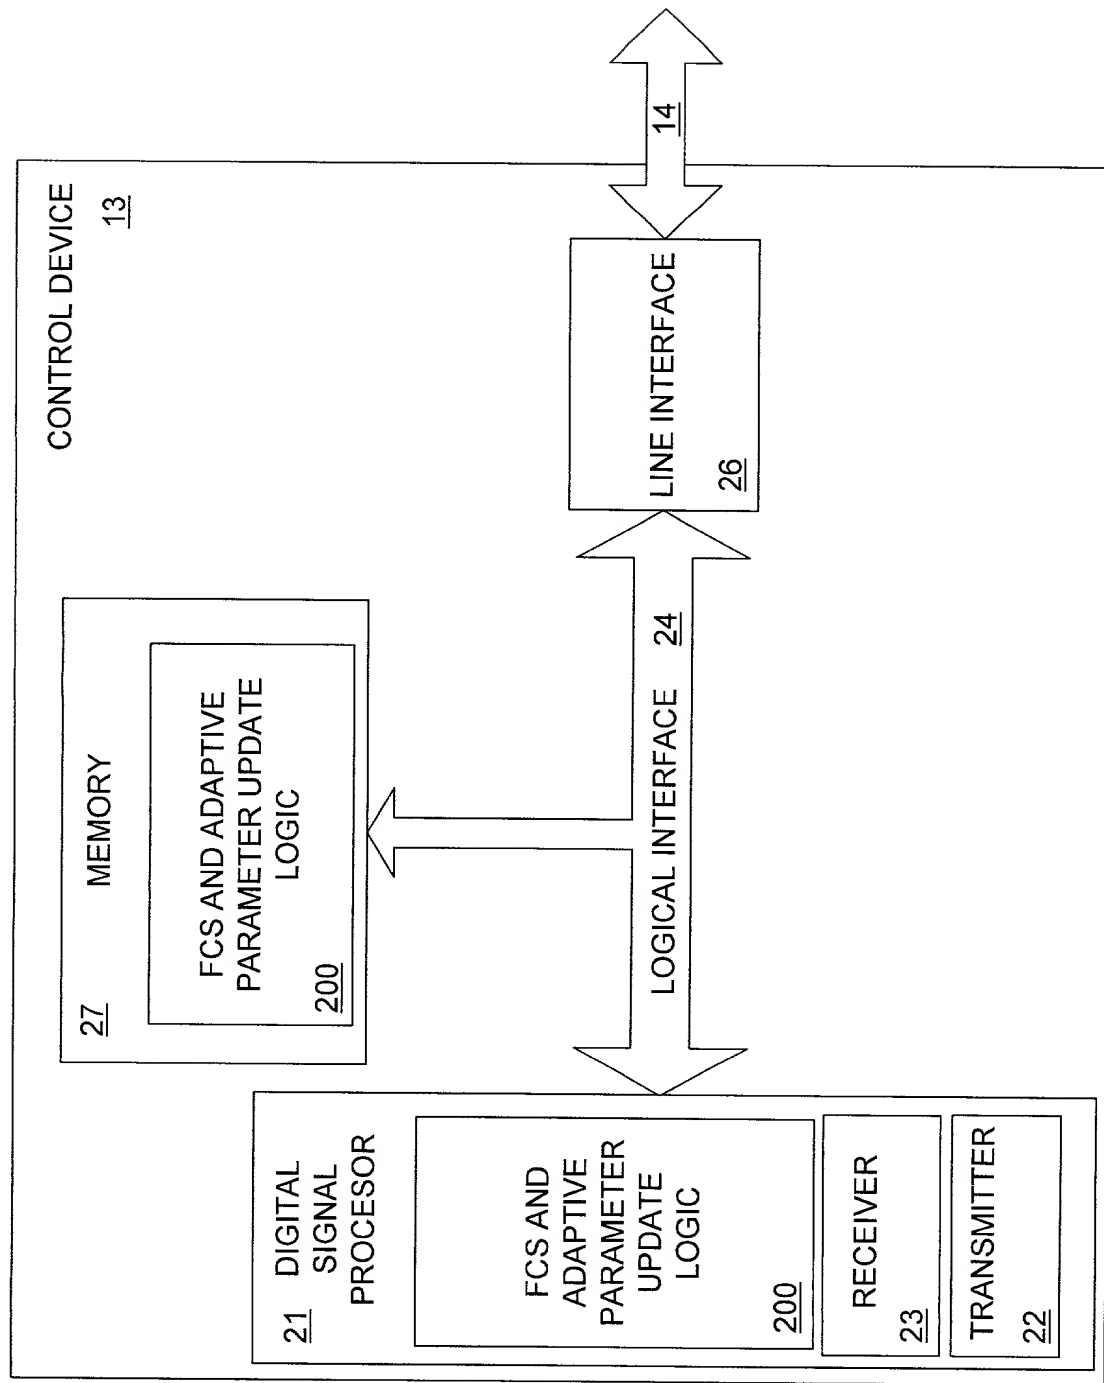 CONTROL DEVICE
13
MEMORY
27
FCS AND ADAPTIVE
PARAMETER UPDATE
LOGIC
200
DIGITAL
SIGNAL
PROCESOR
21
FCS AND
ADAPTIVE
PARAMETER
UPDATE
LOGIC
200
RECEIVER
23
TRANSMITTER
22
LOGICAL INTERFACE 24
LINE INTERFACE
26
14